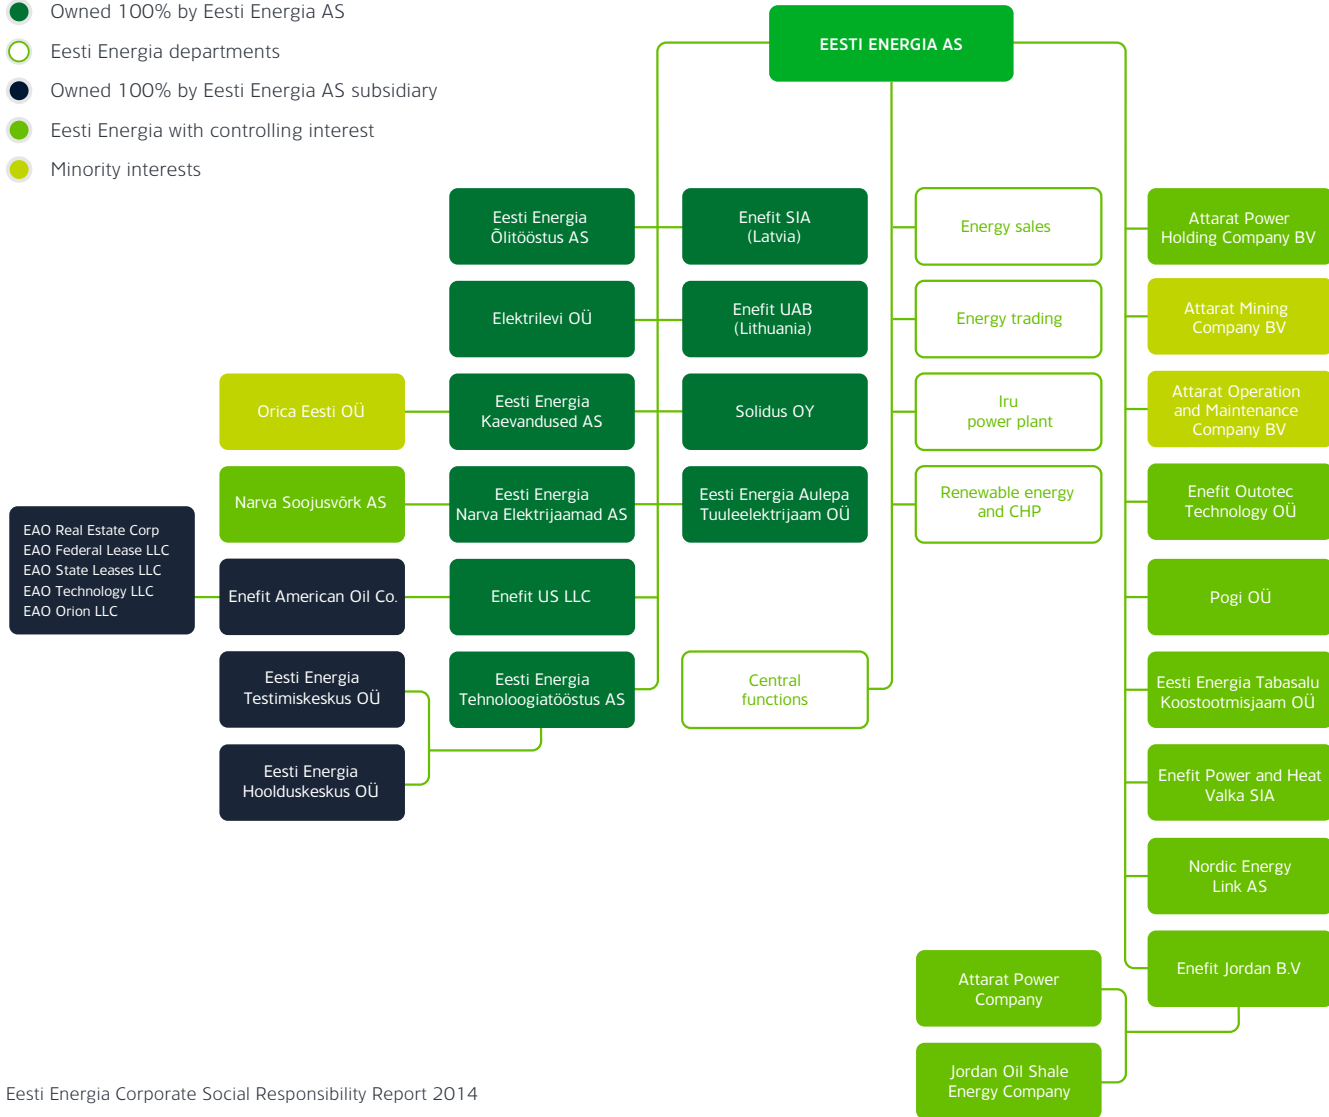 Owned 100% by Eesti Energia AS
Eesti Energia departments
Owned 100% by Eesti Energia AS subsidiary
Eesti Energia with controlling interest
Minority interests
EESTI ENERGIA AS
Eesti Energia
Õlitööstus AS
Elektrilevi OÜ
Eesti Energia
Kaevandused AS
Eesti Energia
Narva Elektrijaamad AS
Enefit US LLC
Eesti Energia
Tehnoloogiatööstus AS
Orica Eesti OÜ
Narva Soojusvõrk AS
Enefit American Oil Co.
Eesti Energia
Testimiskeskus OÜ
Eesti Energia
Hoolduskeskus OÜ
EAO Real Estate Corp
EAO Federal Lease LLC
EAO State Leases LLC
EAO Technology LLC
EAO Orion LLC
Enefit SIA
(Latvia)
Enefit UAB
(Lithuania)
Solidus OY
Eesti Energia Aulepa
Tuuleelektrijaam OÜ
Central
functions
Energy sales
Energy trading
Iru
power plant
Renewable energy
and CHP
Attarat Power
Holding Company BV
Attarat Mining
Company BV
Attarat Operation
and Maintenance
Company BV
Enefit Outotec
Technology OÜ
Pogi OÜ
Eesti Energia Tabasalu
Koostootmisjaam OÜ
Enefit Power and Heat
Valka SIA
Nordic Energy
Link AS
Enefit Jordan B.V
Attarat Power
Company
Jordan Oil Shale
Energy Company
Eesti Energia Corporate Social Responsibility Report 2014